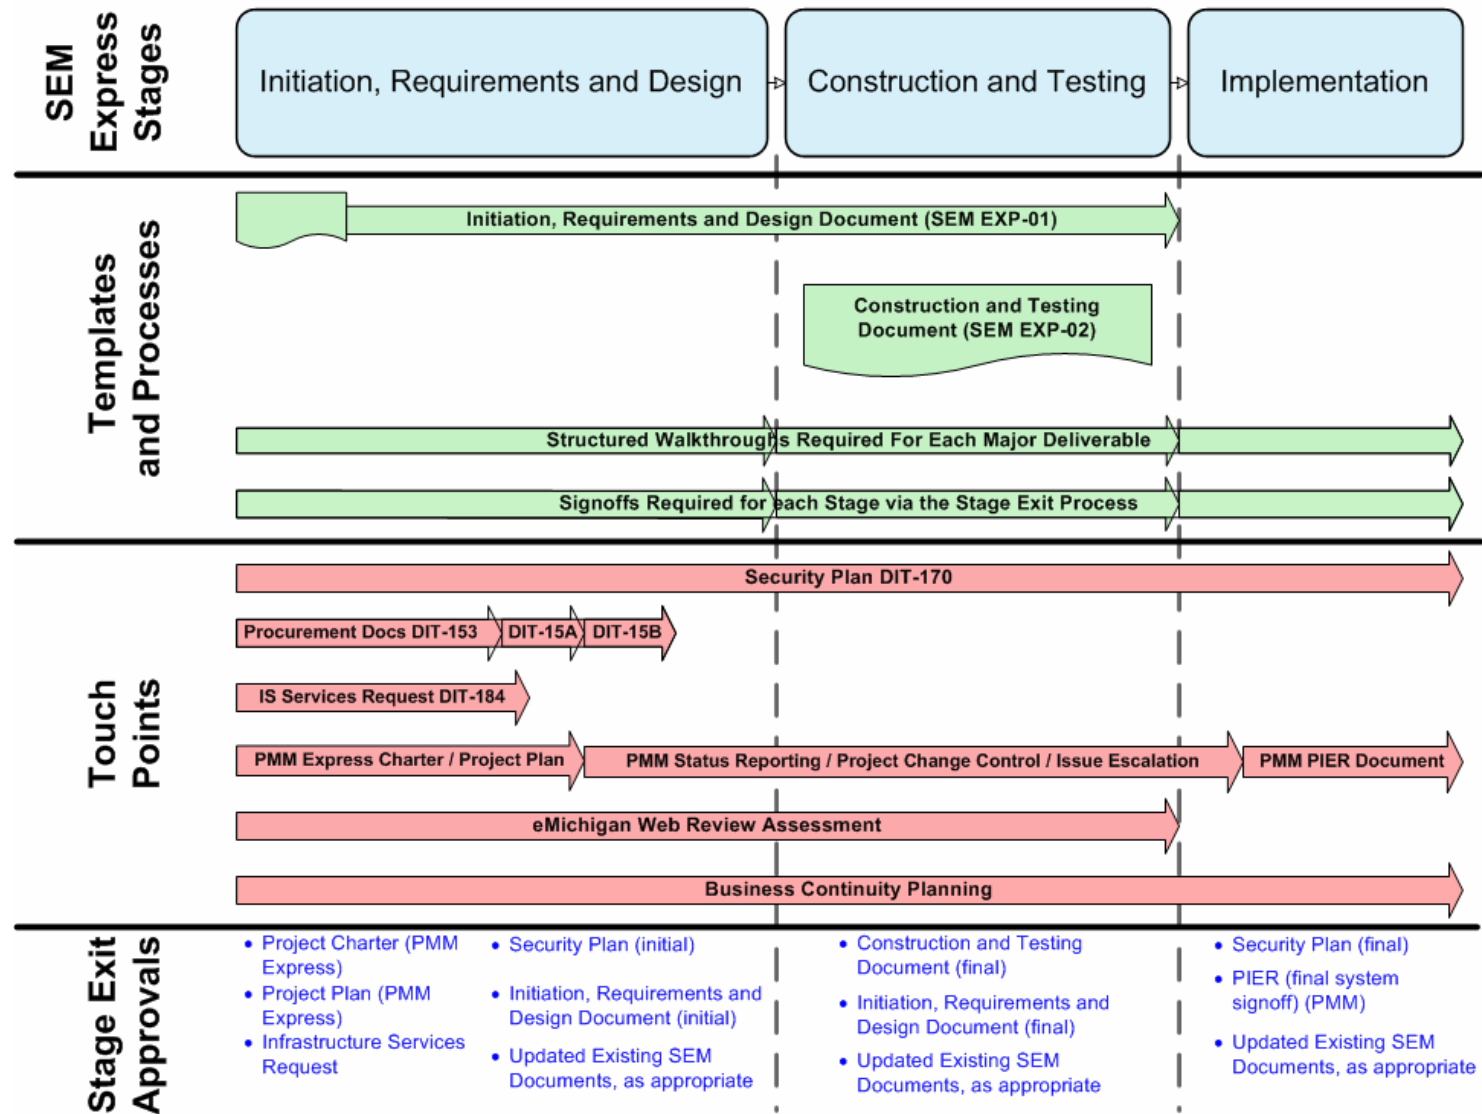 SEM
Express
Stages
Initiation, Requirements and Design
Construction and Testing
Implementation
Templates
and Processes
Initiation, Requirements and Design Document (SEM EXP-01)
Construction and Testing
Document (SEM EXP-02)
Structured Walkthroughs Required For Each Major Deliverable
Signoffs Required for each Stage via the Stage Exit Process
Touch
Points
Security Plan DIT-170
Procurement Docs DIT-153
DIT-15A
DIT-15B
IS Services Request DIT-184
PMM Express Charter / Project Plan
PMM Status Reporting / Project Change Control / Issue Escalation
PMM PIER Document
eMichigan Web Review Assessment
Business Continuity Planning
Stage Exit
Approvals
• Project Charter (PMM
Express)
• Project Plan (PMM
Express)
• Infrastructure Services
Request
• Security Plan (initial)
• Initiation, Requirements and
Design Document (initial)
• Updated Existing SEM
Documents, as appropriate
• Construction and Testing
Document (final)
• Initiation, Requirements and
Design Document (final)
• Updated Existing SEM
Documents, as appropriate
• Security Plan (final)
• PIER (final system
signoff) (PMM)
• Updated Existing SEM
Documents, as appropriate